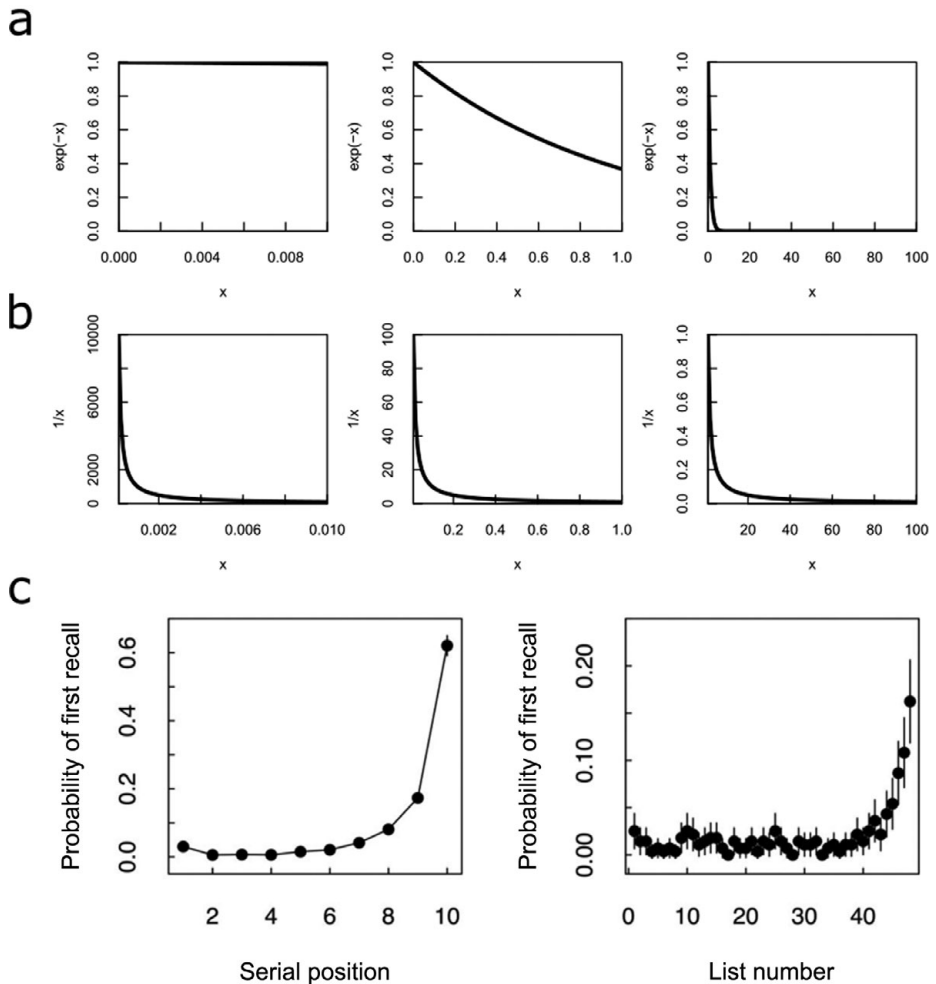 a
exp(−x)
0.0 0.2 0.4 0.6 0.8 1.0
0.000 0.004 0.008
x
exp(−x)
0.0 0.2 0.4 0.6 0.8 1.0
0.0 0.2 0.4 0.6 0.8 1.0
x
exp(−x)
0.0 0.2 0.4 0.6 0.8 1.0
0 20 40 60 80 100
x
b
1/x
0 2000 6000 10000
0.002 0.006 0.010
x
1/x
0 20 40 60 80 100
0.2 0.4 0.6 0.8 1.0
x
1/x
0.0 0.2 0.4 0.6 0.8 1.0
20 40 60 80 100
x
c
Probability of first recall
0.0 0.2 0.4 0.6
2 4 6 8 10
Serial position
Probability of first recall
0.00 0.10 0.20
0 10 20 30 40
List number